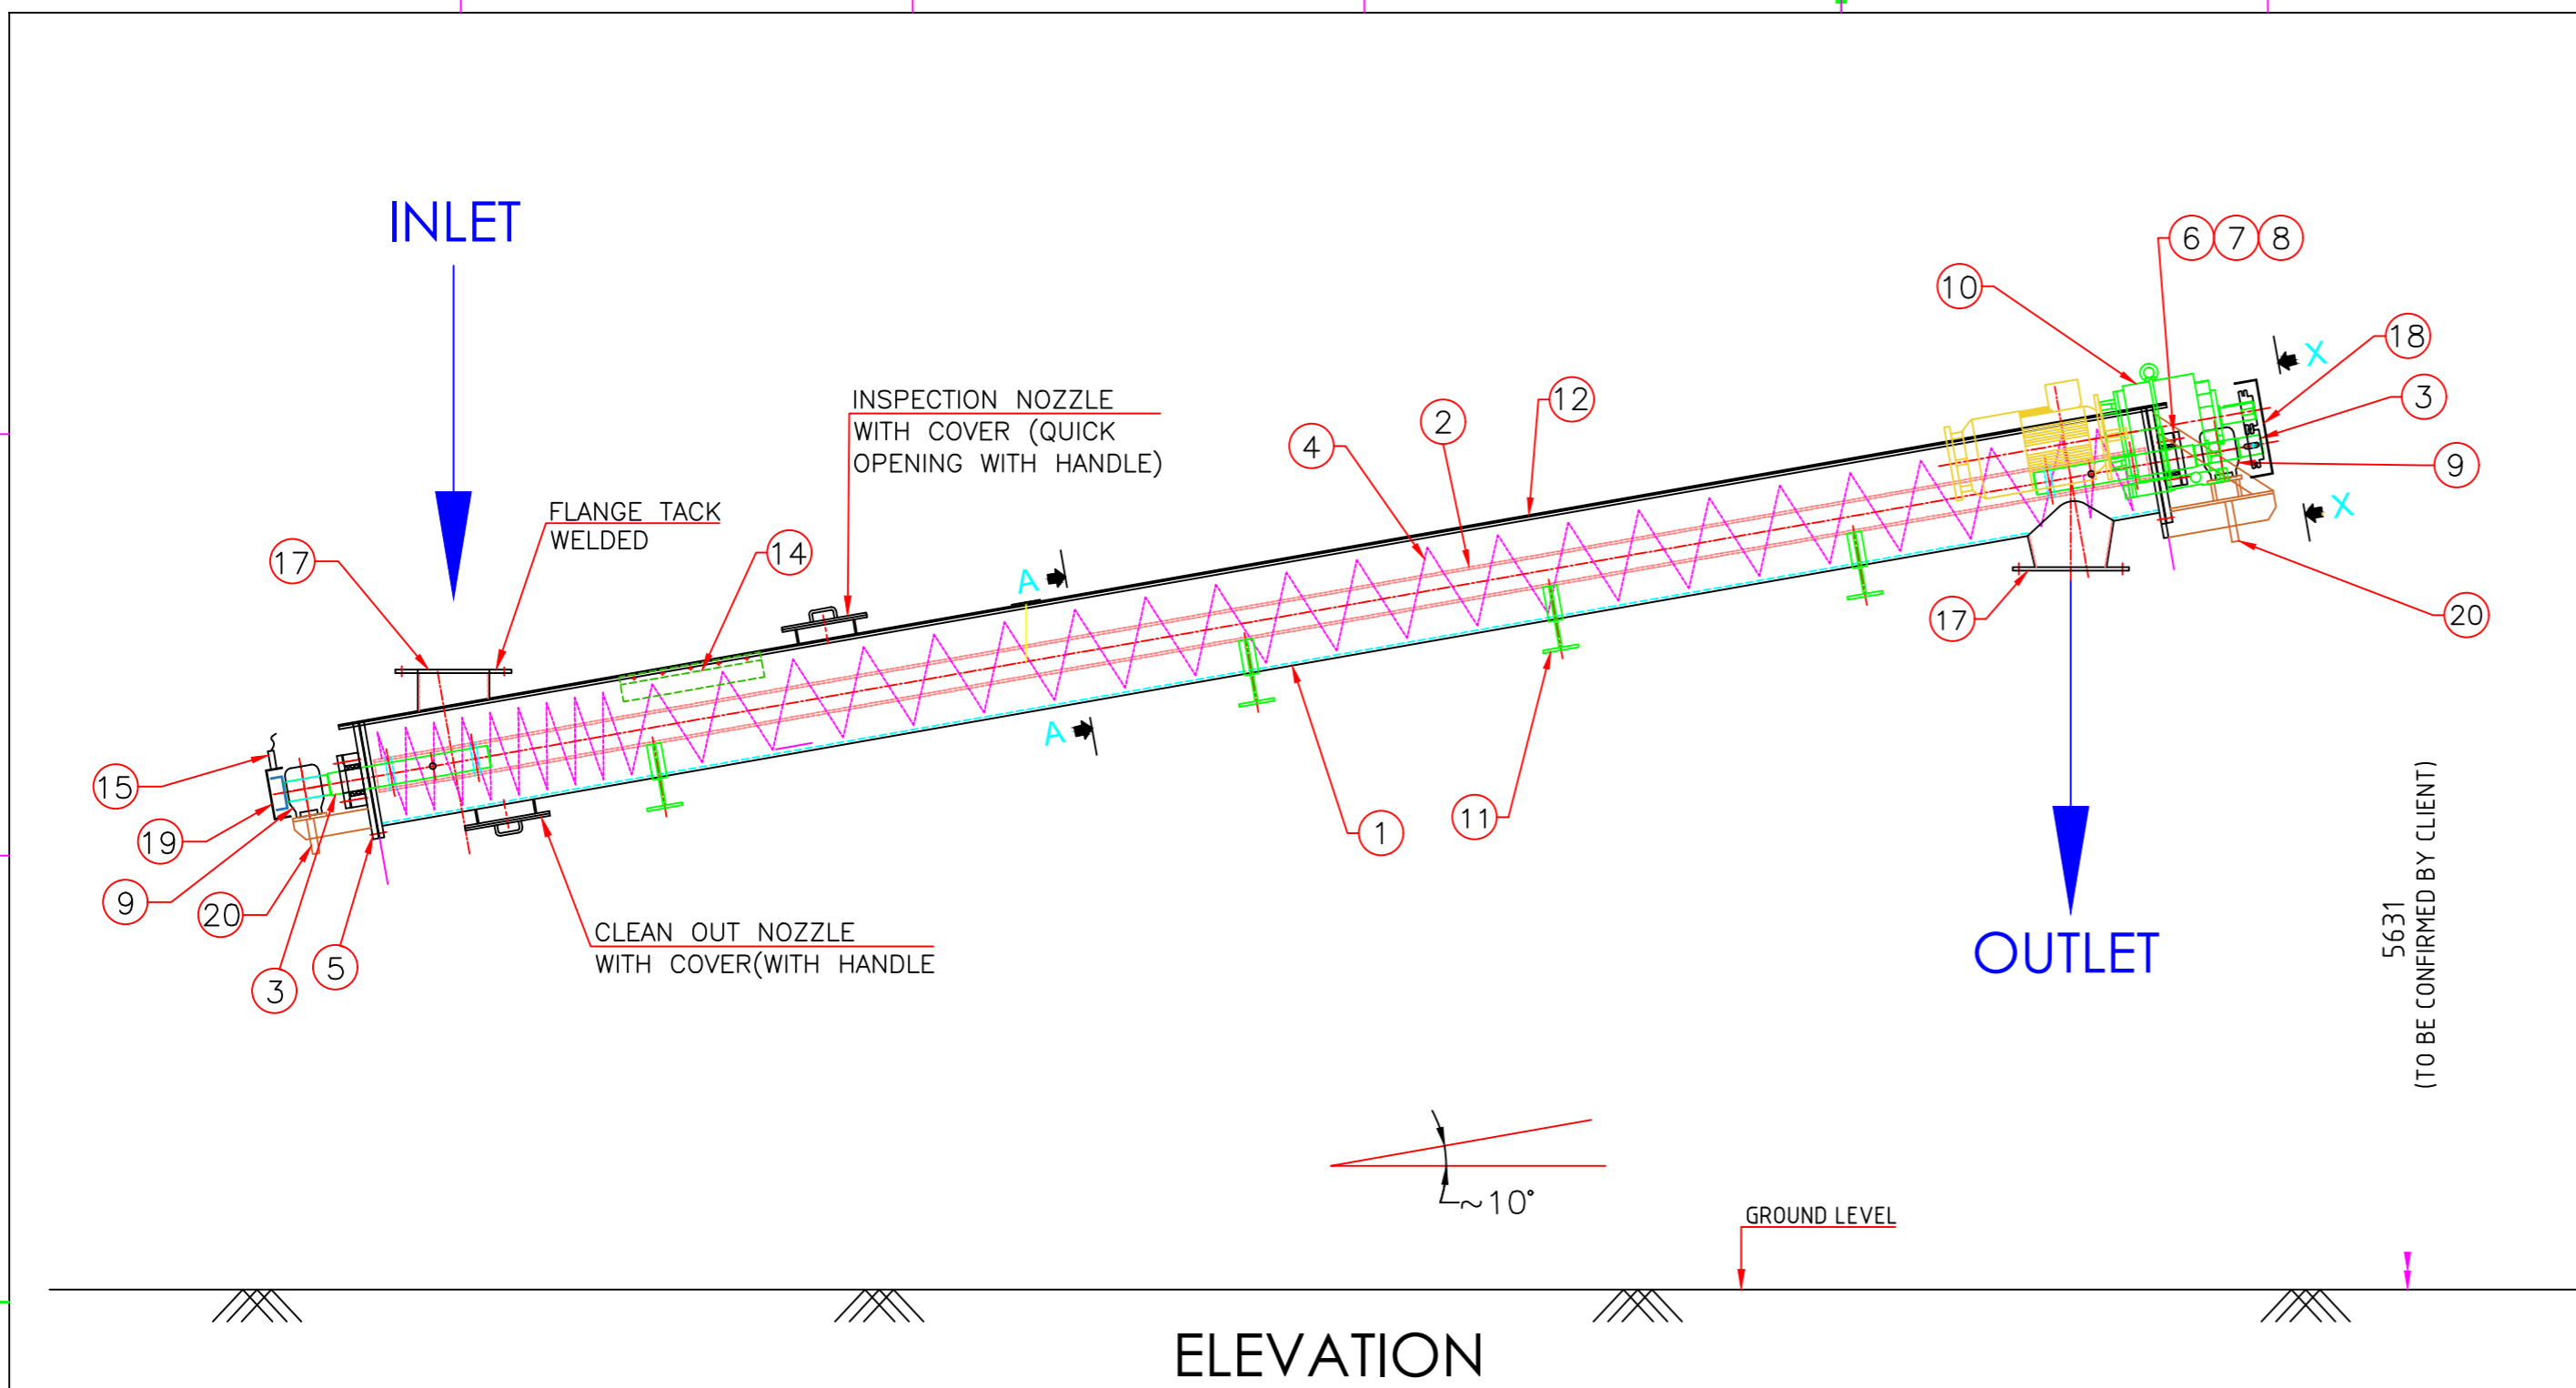 INLET
6 7 8
10
18
X
3
INSPECTION NOZZLE
WITH COVER (QUICK
OPENING WITH HANDLE)
12
2
4
9
FLANGE TACK
WELDED
X
14
17
A
17
20
A
15
19
1
11
9
20
5
3
CLEAN OUT NOZZLE
WITH COVER(WITH HANDLE
OUTLET
5631
(TO BE CONFIRMED BY CLIENT)
~10°
GROUND LEVEL
ELEVATION